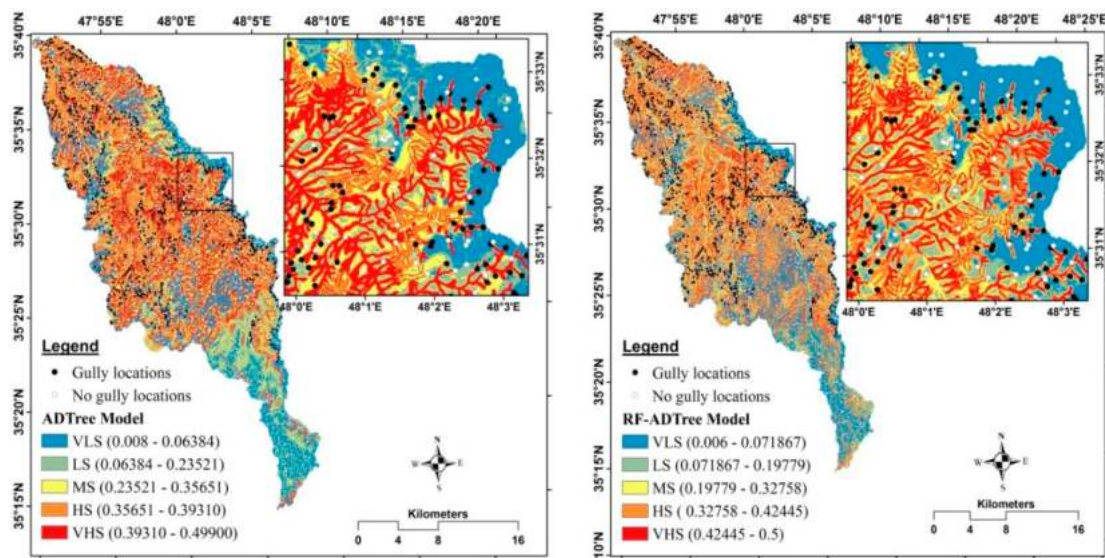 47°55'E 48°0'E 48°5'E 48°10'E 48°15'E 48°20'E
35°40'N
35°35'N
35°30'N
35°25'N
35°20'N
35°15'N
35°33'N
35°32'N
35°31'N
48°0'E 48°1'E 48°2'E 48°3'E
Legend
Gully locations
No gully locations
ADTree Model
VLS (0.008 - 0.06384)
LS (0.06384 - 0.23521)
MS (0.23521 - 0.35651)
HS (0.35651 - 0.39310)
VHS (0.39310 - 0.49900)
N
W E
S
Kilometers
0 4 8 16
47°55'E 48°0'E 48°5'E 48°10'E 48°15'E 48°20'E 48°25'E
35°40'N
35°35'N
35°30'N
35°25'N
35°20'N
35°15'N
35°10'N
35°33'N
35°32'N
35°31'N
48°0'E 48°1'E 48°2'E 48°3'E
Legend
Gully locations
No gully locations
RF-ADTree Model
VLS (0.006 - 0.071867)
LS (0.071867 - 0.19779)
MS (0.19779 - 0.32758)
HS ( 0.32758 - 0.42445)
VHS (0.42445 - 0.5)
N
W E
S
Kilometers
0 4 8 16